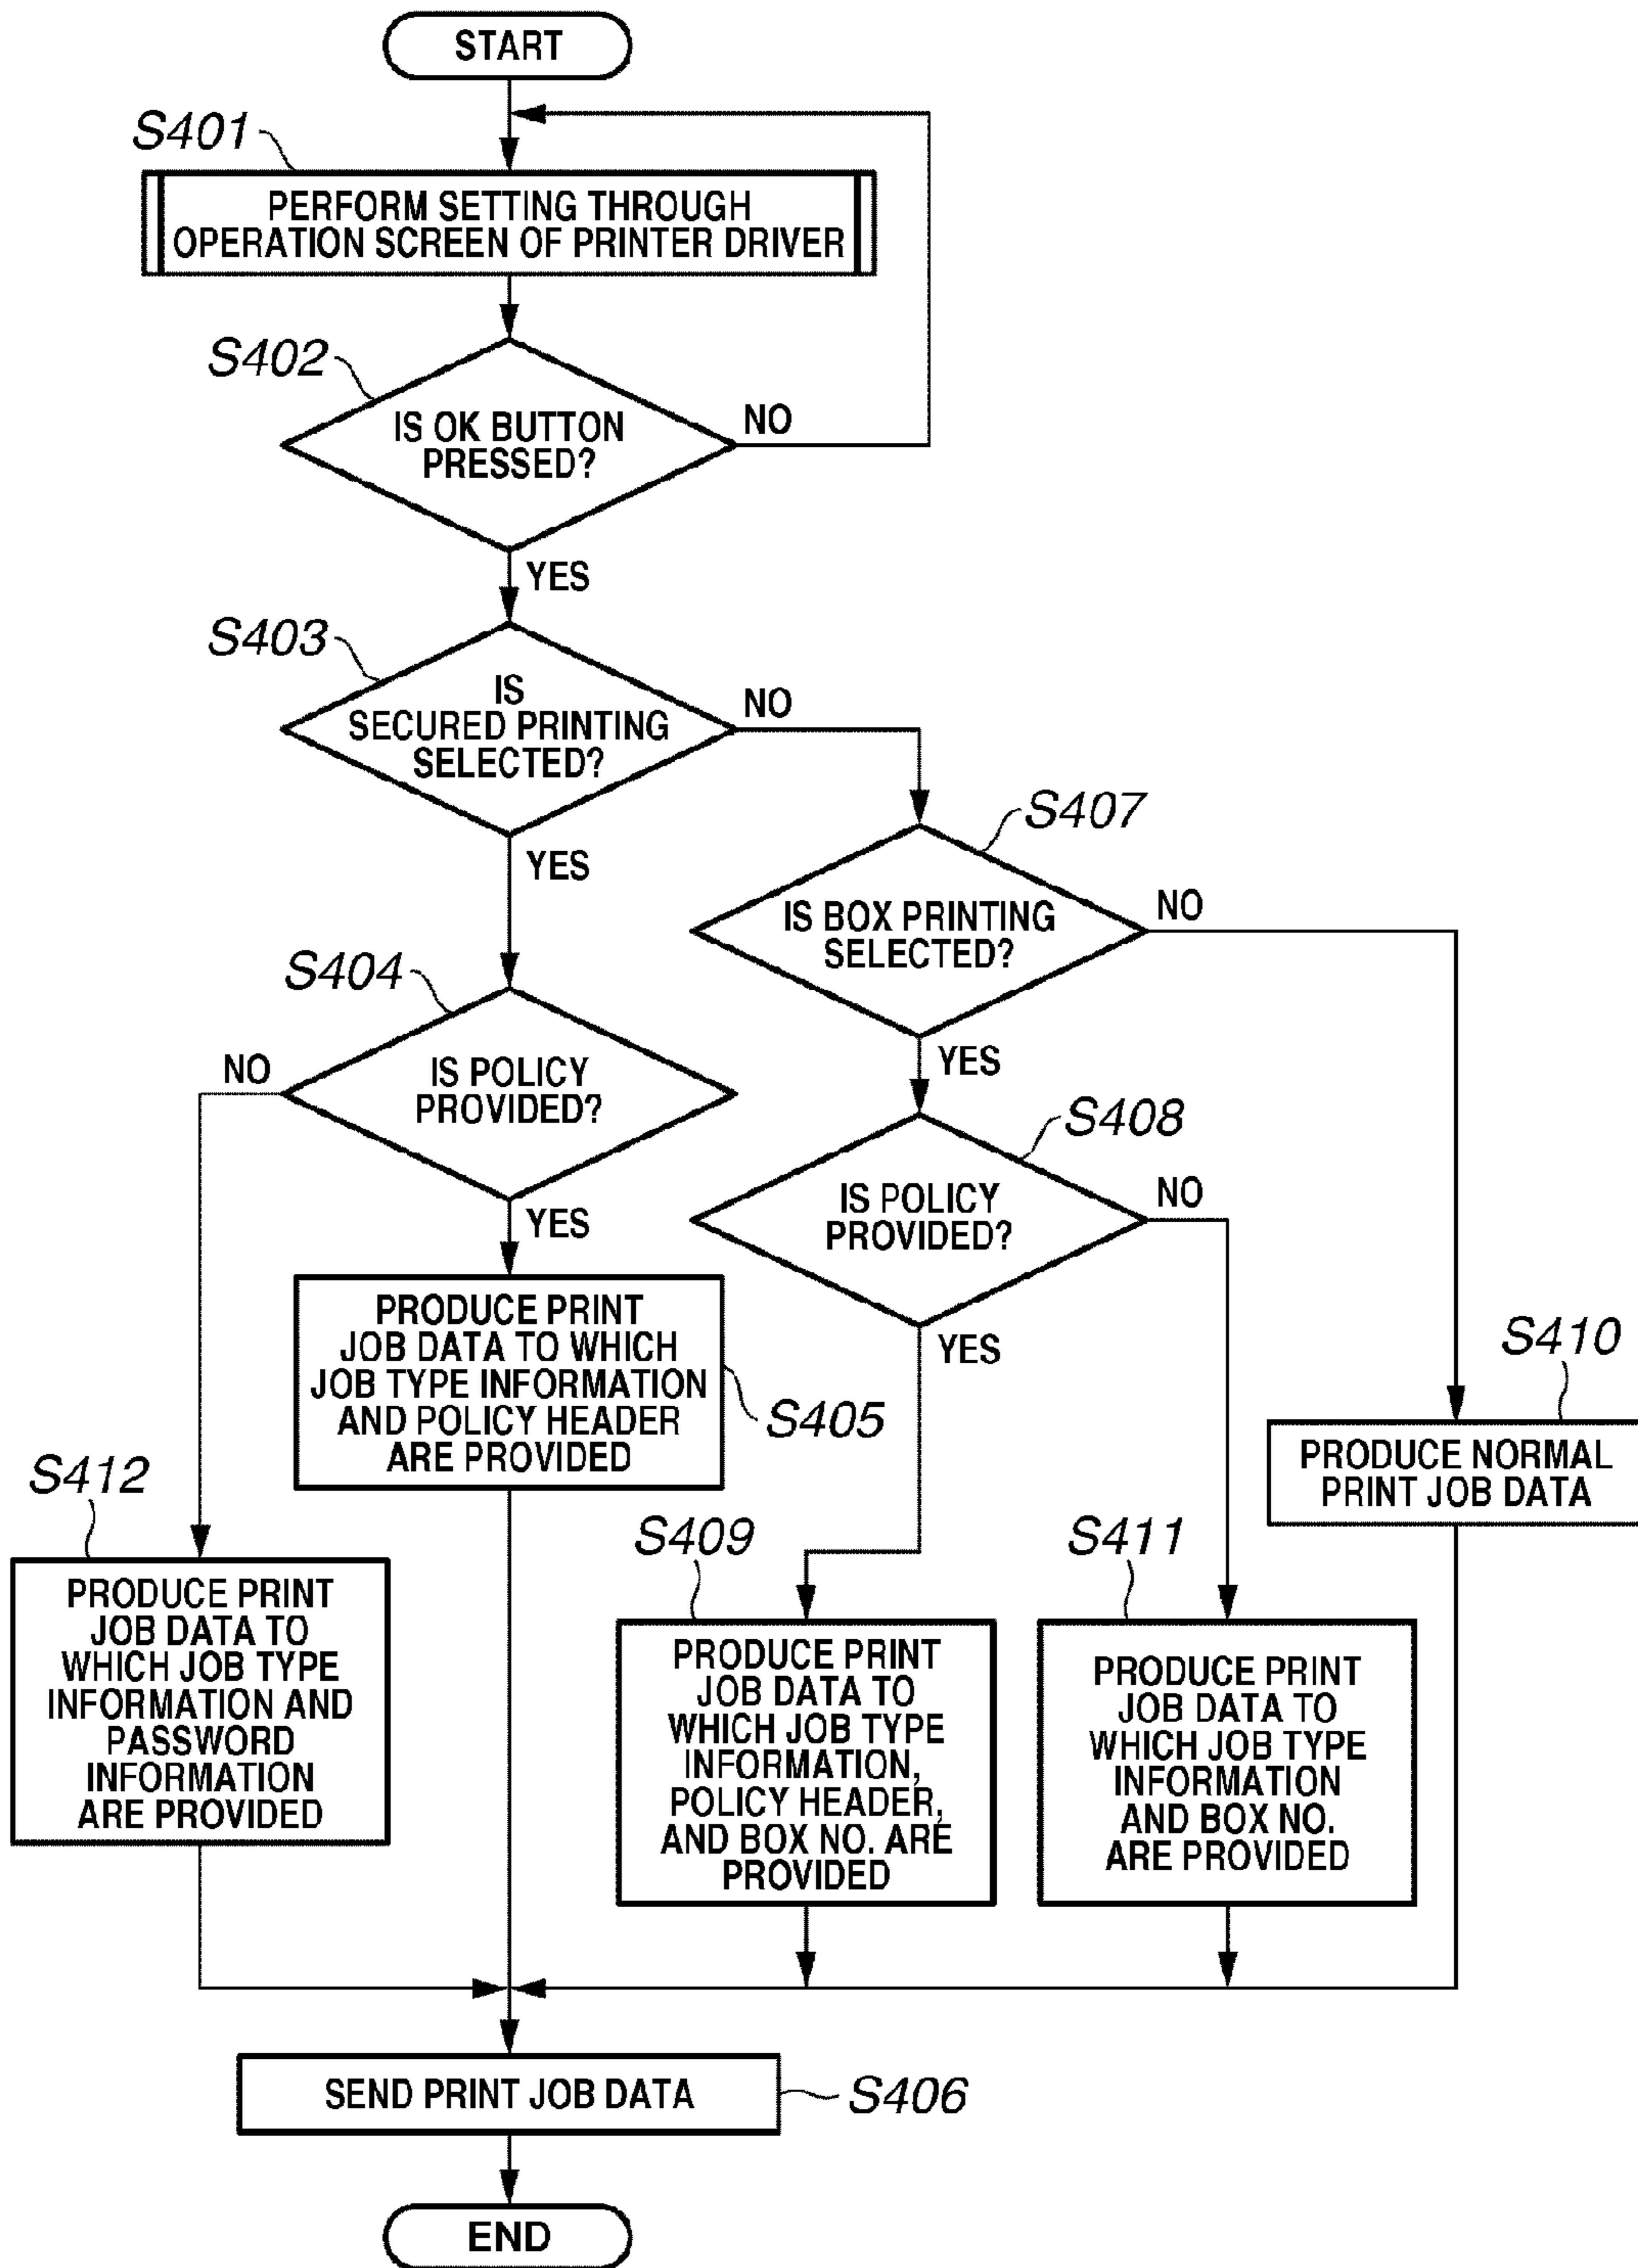 START
S401
PERFORM SETTING THROUGH
OPERATION SCREEN OF PRINTER DRIVER
S402
IS OK BUTTON
PRESSED?
NO
YES
S403
IS
SECURED PRINTING
SELECTED?
NO
YES
S407
IS BOX PRINTING
SELECTED?
NO
YES
S404
IS POLICY
PROVIDED?
NO
YES
S408
IS POLICY
PROVIDED?
NO
YES
PRODUCE PRINT
JOB DATA TO WHICH
JOB TYPE INFORMATION
AND POLICY HEADER
ARE PROVIDED
S405
S410
PRODUCE NORMAL
PRINT JOB DATA
S412
PRODUCE PRINT
JOB DATA TO
WHICH JOB TYPE
INFORMATION AND
PASSWORD
INFORMATION
ARE PROVIDED
S409
PRODUCE PRINT
JOB DATA TO
WHICH JOB TYPE
INFORMATION,
POLICY HEADER,
AND BOX NO. ARE
PROVIDED
S411
PRODUCE PRINT
JOB DATA TO
WHICH JOB TYPE
INFORMATION
AND BOX NO.
ARE PROVIDED
SEND PRINT JOB DATA
S406
END